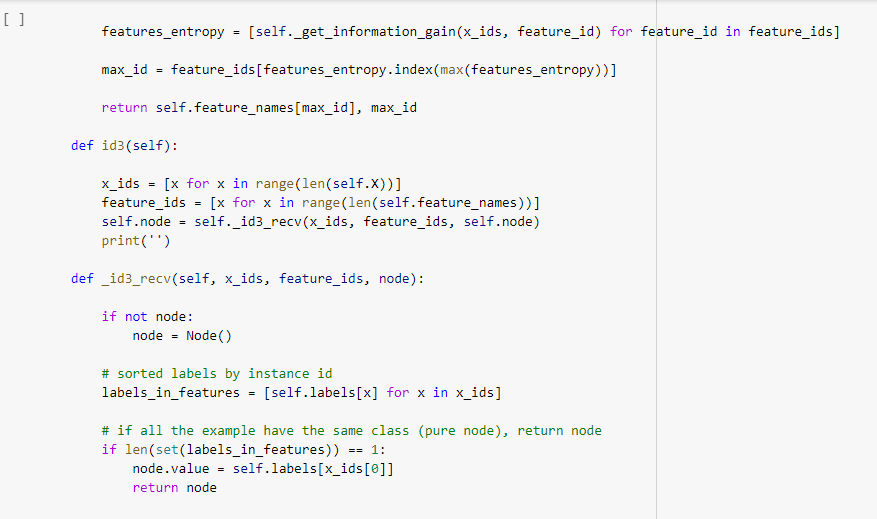 [ ]
        features_entropy = [self._get_information_gain(x_ids, feature_id) for feature_id in feature_ids]
        max_id = feature_ids[features_entropy.index(max(features_entropy))]
        return self.feature_names[max_id], max_id
    def id3(self):
        x_ids = [x for x in range(len(self.X))]
        feature_ids = [x for x in range(len(self.feature_names))]
        self.node = self._id3_recv(x_ids, feature_ids, self.node)
        print('')
    def _id3_recv(self, x_ids, feature_ids, node):
        if not node:
            node = Node()
        # sorted labels by instance id
        labels_in_features = [self.labels[x] for x in x_ids]
        # if all the example have the same class (pure node), return node
        if len(set(labels_in_features)) == 1:
            node.value = self.labels[x_ids[0]]
            return node